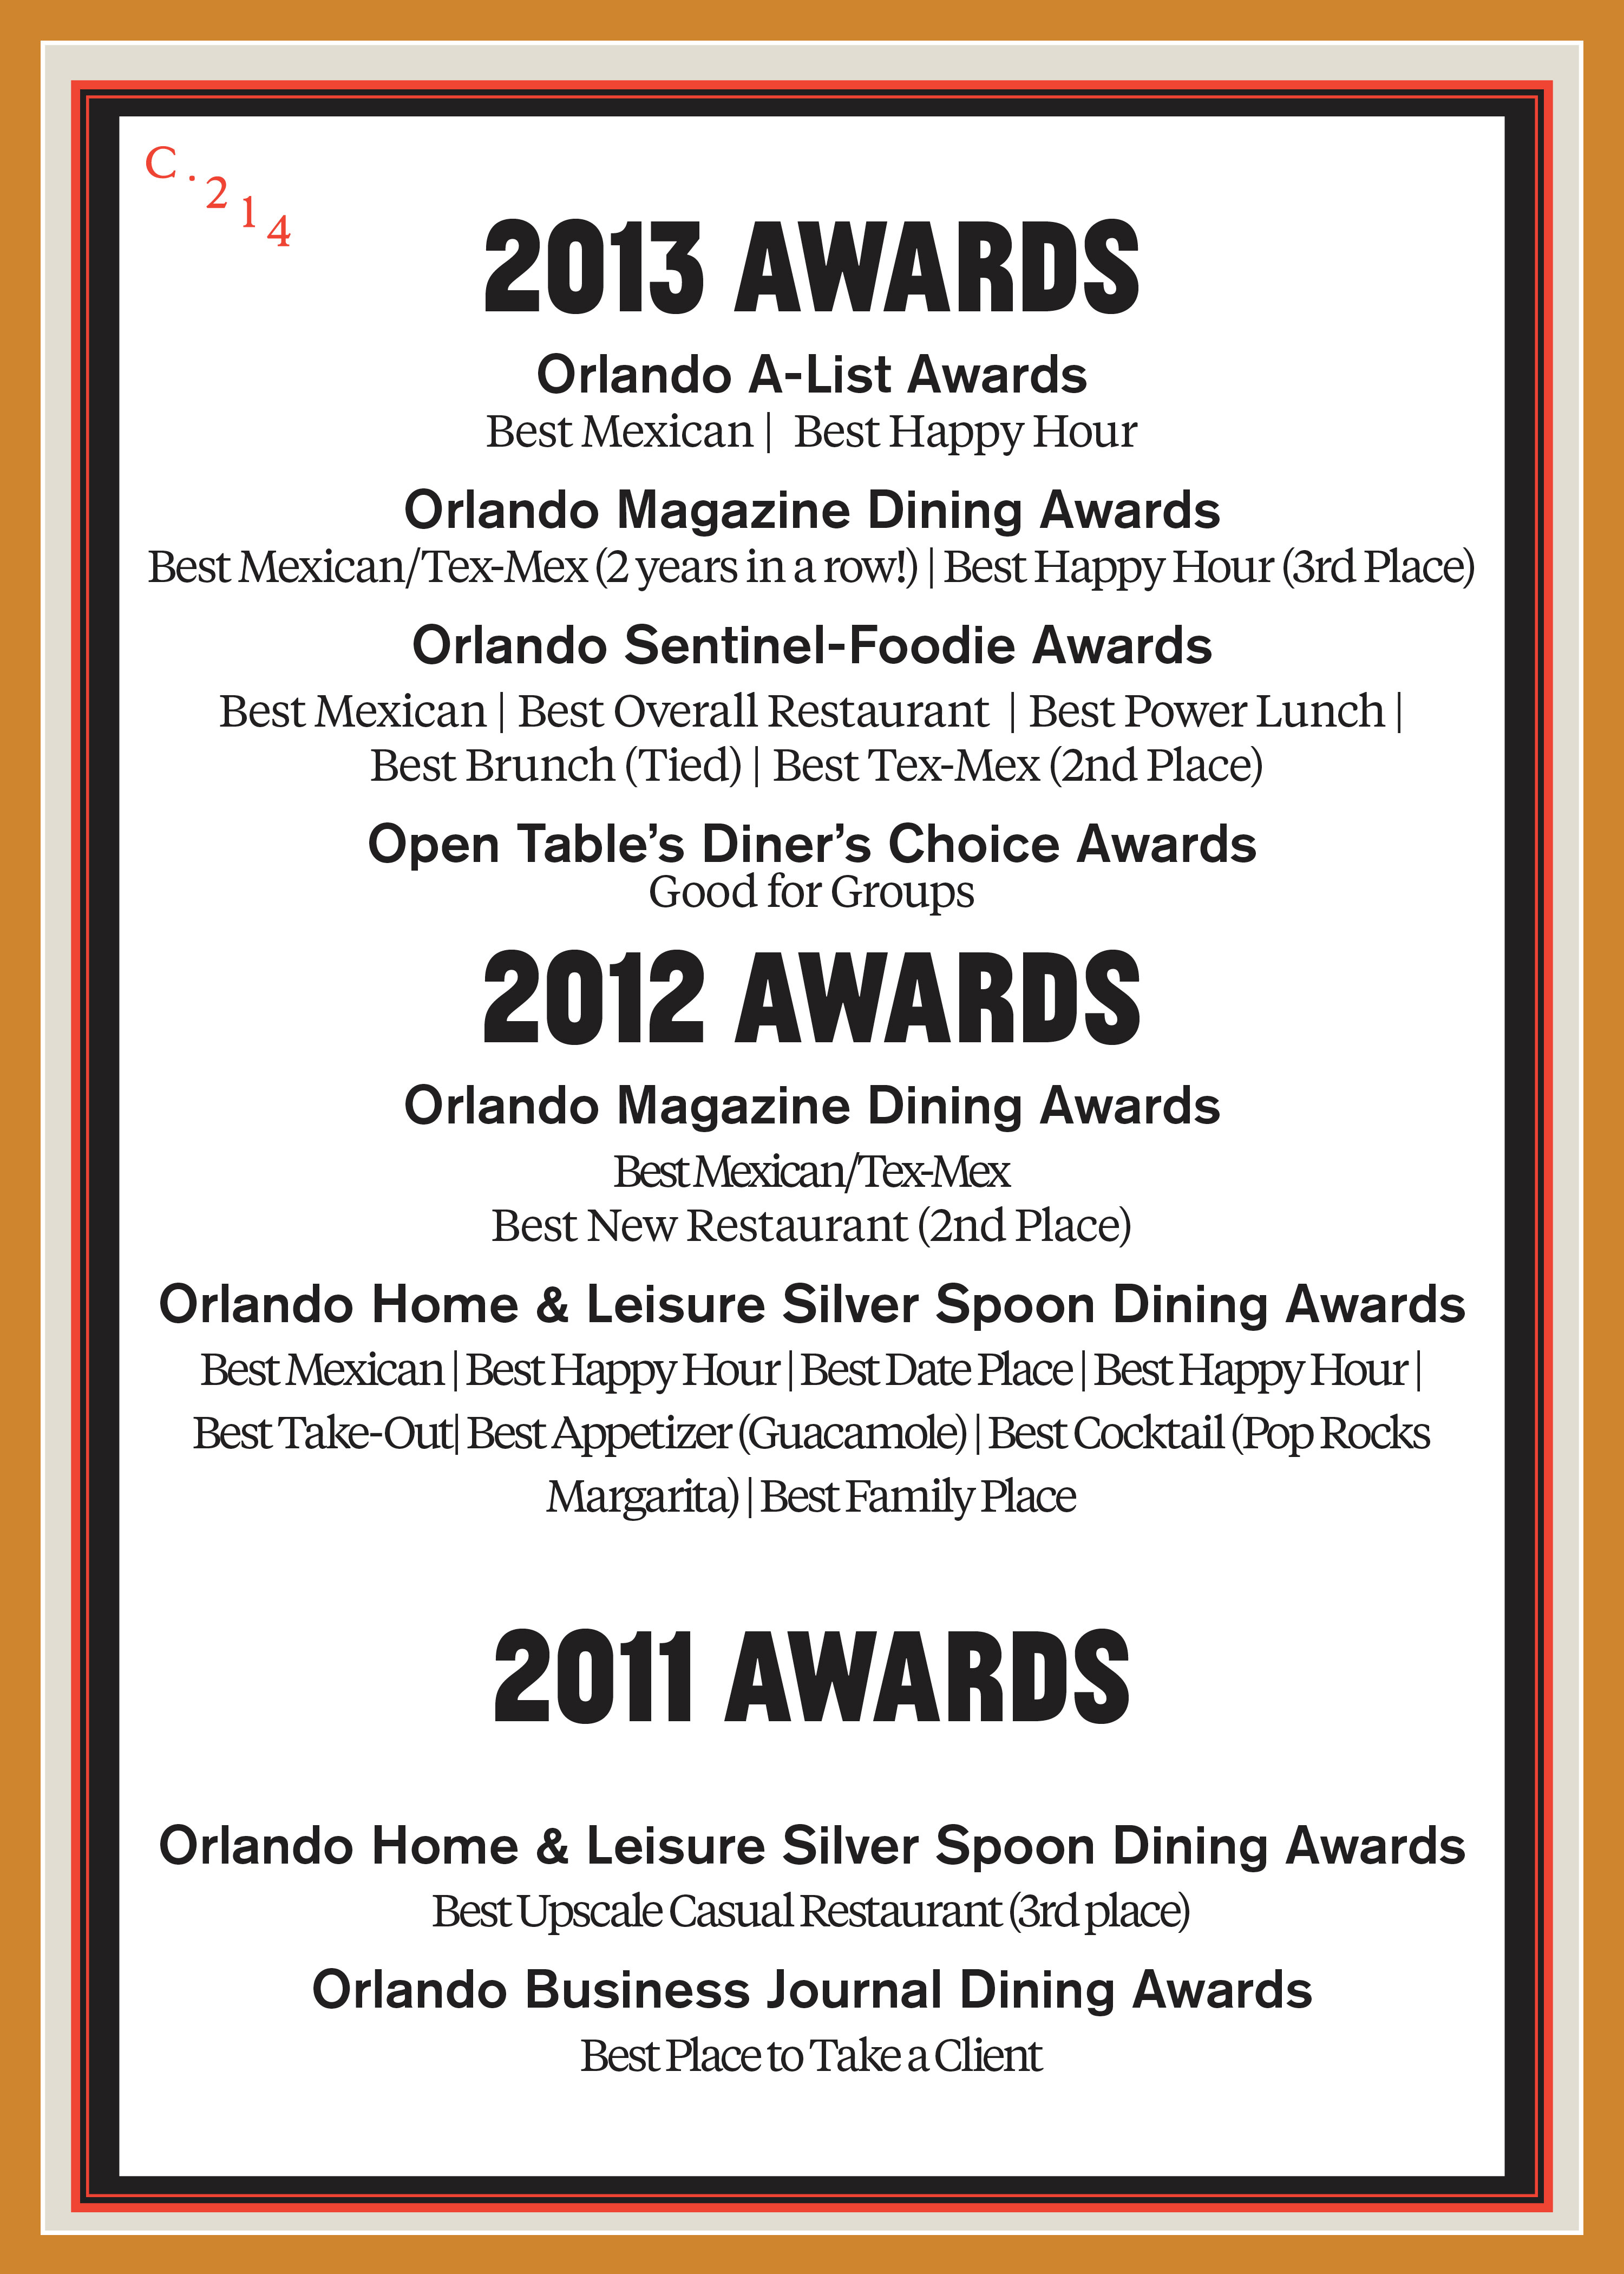 C.214
2013 AWARDS
Orlando A-List Awards
Best Mexican | Best Happy Hour
Orlando Magazine Dining Awards
Best Mexican/Tex-Mex (2 years in a row!) | Best Happy Hour (3rd Place)
Orlando Sentinel-Foodie Awards
Best Mexican | Best Overall Restaurant | Best Power Lunch |
Best Brunch (Tied) | Best Tex-Mex (2nd Place)
Open Table’s Diner’s Choice Awards
Good for Groups
2012 AWARDS
Orlando Magazine Dining Awards
Best Mexican/Tex-Mex
Best New Restaurant (2nd Place)
Orlando Home & Leisure Silver Spoon Dining Awards
Best Mexican | Best Happy Hour | Best Date Place | Best Happy Hour |
Best Take-Out| Best Appetizer (Guacamole) | Best Cocktail (Pop Rocks
Margarita) | Best Family Place
2011 AWARDS
Orlando Home & Leisure Silver Spoon Dining Awards
Best Upscale Casual Restaurant (3rd place)
Orlando Business Journal Dining Awards
Best Place to Take a Client